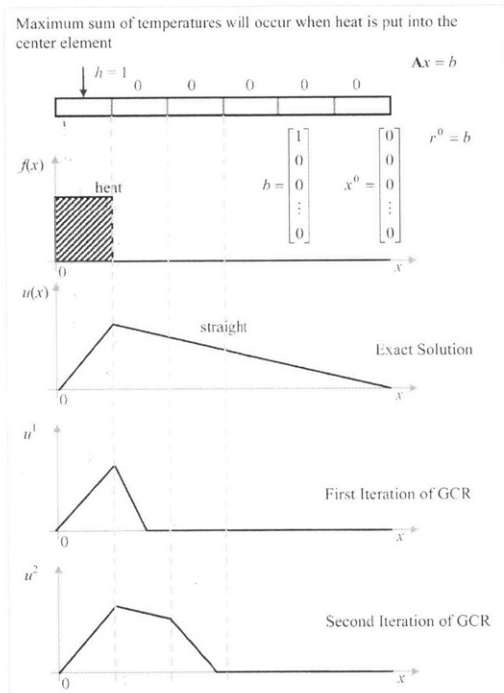 Maximum sum of temperatures will occur when heat is put into the
center element
h = 1
0 0 0 0 0
Ax = b
f(x)
heat
b = [1 0 0 ⋮ 0]
x⁰ = [0 0 0 ⋮ 0]
r⁰ = b
0
x
u(x)
straight
Exact Solution
0
x
u¹
First Iteration of GCR
0
x
u²
Second Iteration of GCR
0
x